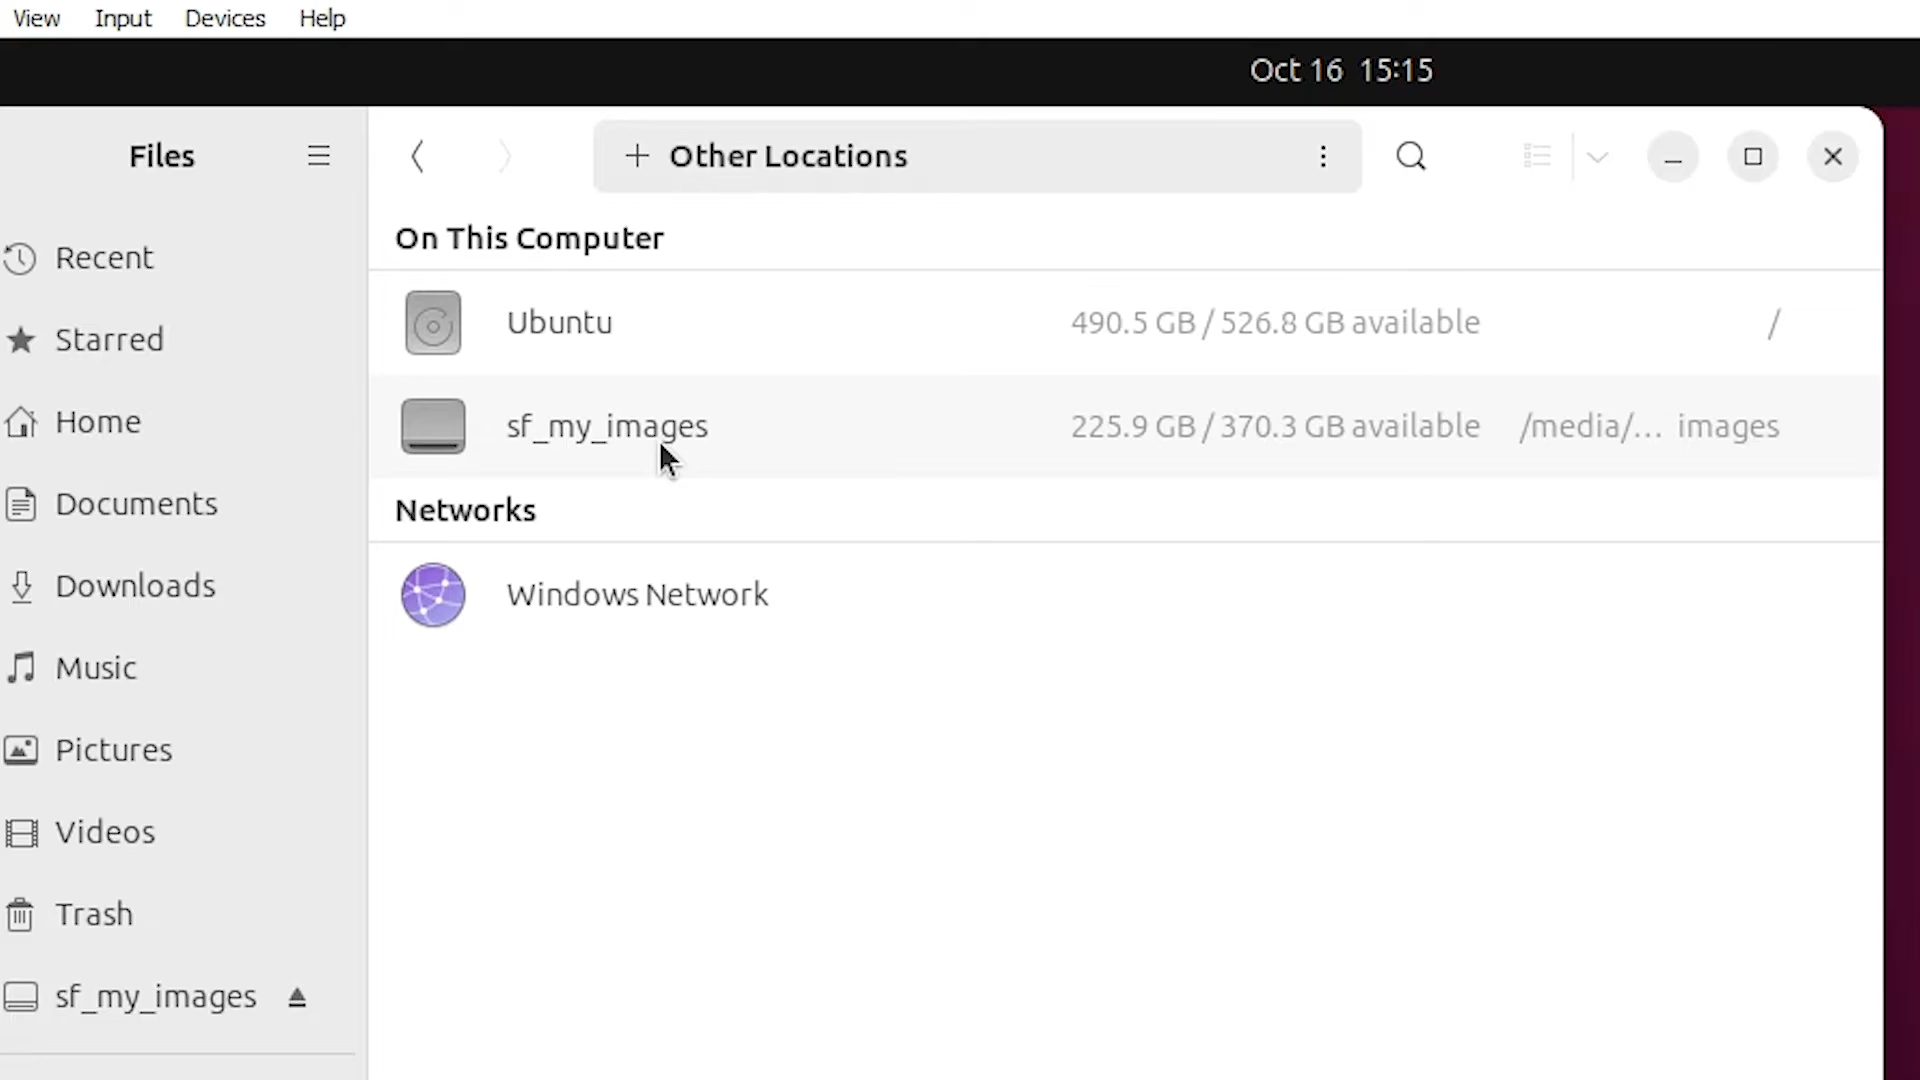 View Input Devices Help
Oct 16 15:15
Files
Other Locations
Recent
Starred
Home
Documents
Downloads
Music
Pictures
Videos
Trash
sf_my_images
On This Computer
Ubuntu 490.5 GB / 526.8 GB available /
sf_my_images 225.9 GB / 370.3 GB available /media/… images
Networks
Windows Network